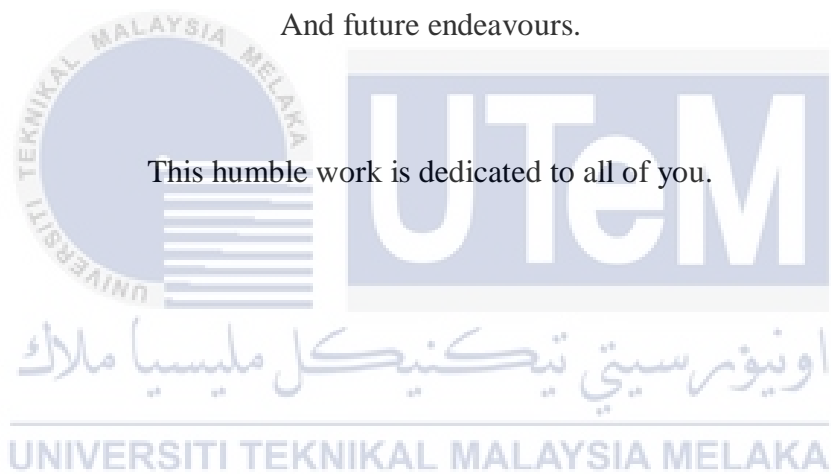 And future endeavours.
UNIVERSITI TEKNIKAL MALAYSIA MELAKA
UTeM
This humble work is dedicated to all of you.
اونيۏرسيتي تيكنيكل مليسيا ملاك
UNIVERSITI TEKNIKAL MALAYSIA MELAKA